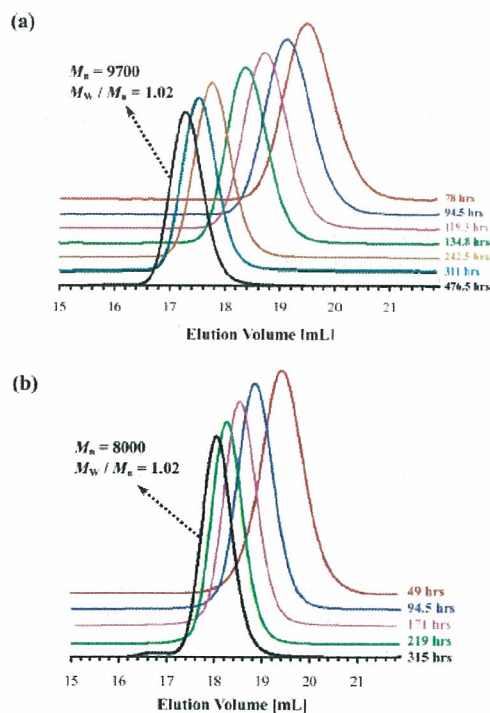 (a)
Mn = 9700
MW / Mn = 1.02
78 hrs
94.5 hrs
119.3 hrs
134.8 hrs
242.5 hrs
311 hrs
476.5 hrs
15 16 17 18 19 20 21
Elution Volume [mL]
(b)
Mn = 8000
MW / Mn = 1.02
49 hrs
94.5 hrs
171 hrs
219 hrs
315 hrs
15 16 17 18 19 20 21
Elution Volume [mL]